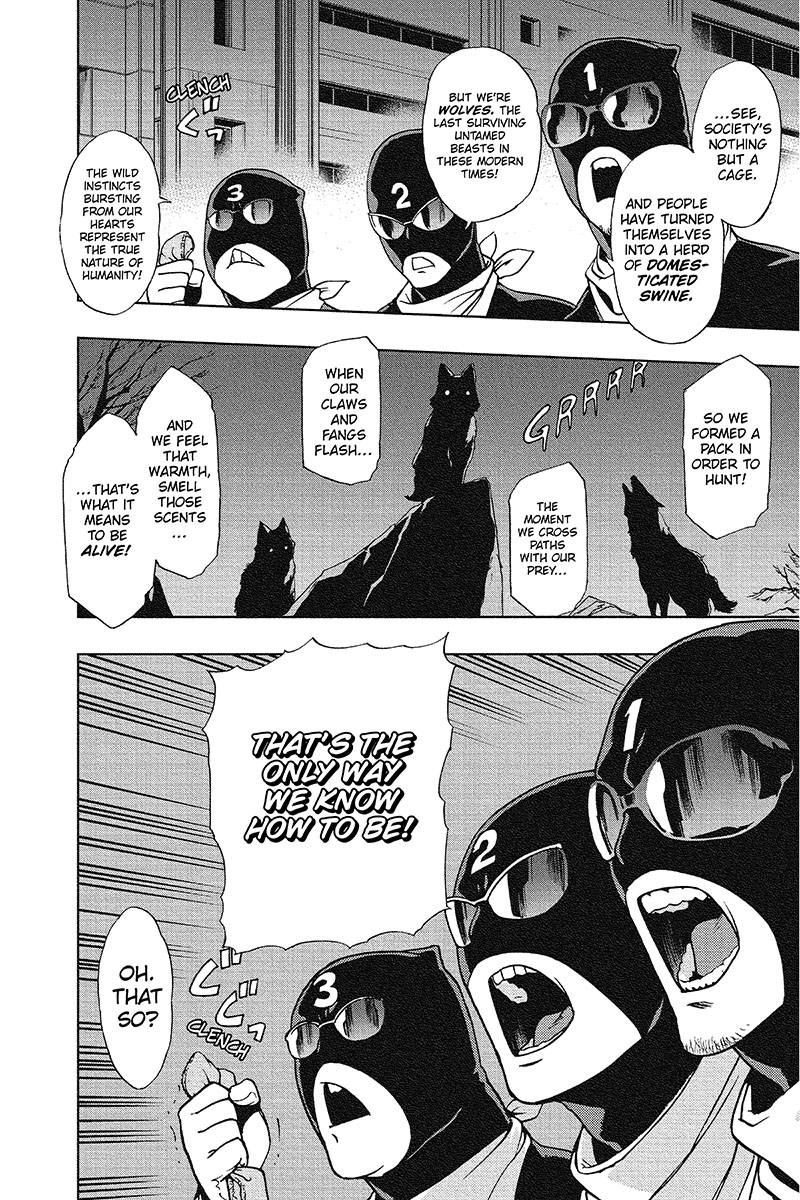 1
...SEE,
SOCIETY'S
NOTHING
BUT A
CAGE.
AND PEOPLE
HAVE TURNED
THEMSELVES
INTO A HERD
OF DOMES-
TICATED
SWINE.
2
BUT WE'RE
WOLVES. THE
LAST SURVIVING
UNTAMED
BEASTS IN
THESE MODERN
TIMES!
3
CLENCH
ぐっ
THE WILD
INSTINCTS
BURSTING
FROM OUR
HEARTS
REPRESENT
THE TRUE
NATURE OF
HUMANITY!
SO WE
FORMED A
PACK IN
ORDER TO
HUNT!
GRRRR
THE
MOMENT
WE CROSS
PATHS
WITH OUR
PREY...
WHEN
OUR
CLAWS
AND
FANGS
FLASH...
AND
WE FEEL
THAT
WARMTH,
SMELL
THOSE
SCENTS
...
...THAT'S
WHAT IT
MEANS
TO BE
ALIVE!
1
2
3
THAT'S THE
ONLY WAY
WE KNOW
HOW TO BE!
ぐぐっ
CLENCH
OH.
THAT
SO?